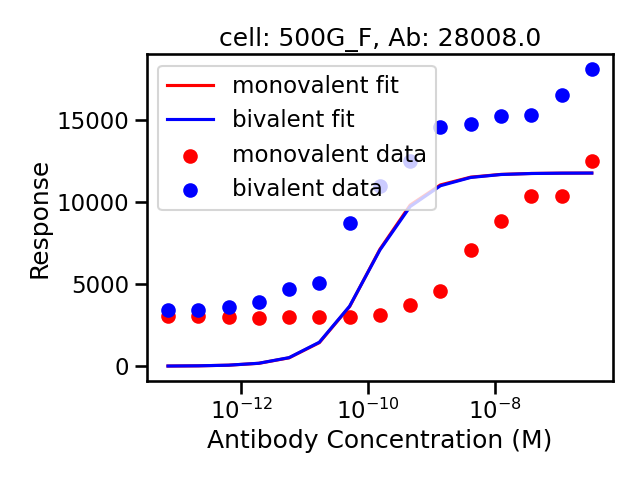 cell: 500G_F, Ab: 28008.0
monovalent fit
bivalent fit
monovalent data
bivalent data
Response
15000
10000
5000
0
10⁻¹² 10⁻¹⁰ 10⁻⁸
Antibody Concentration (M)